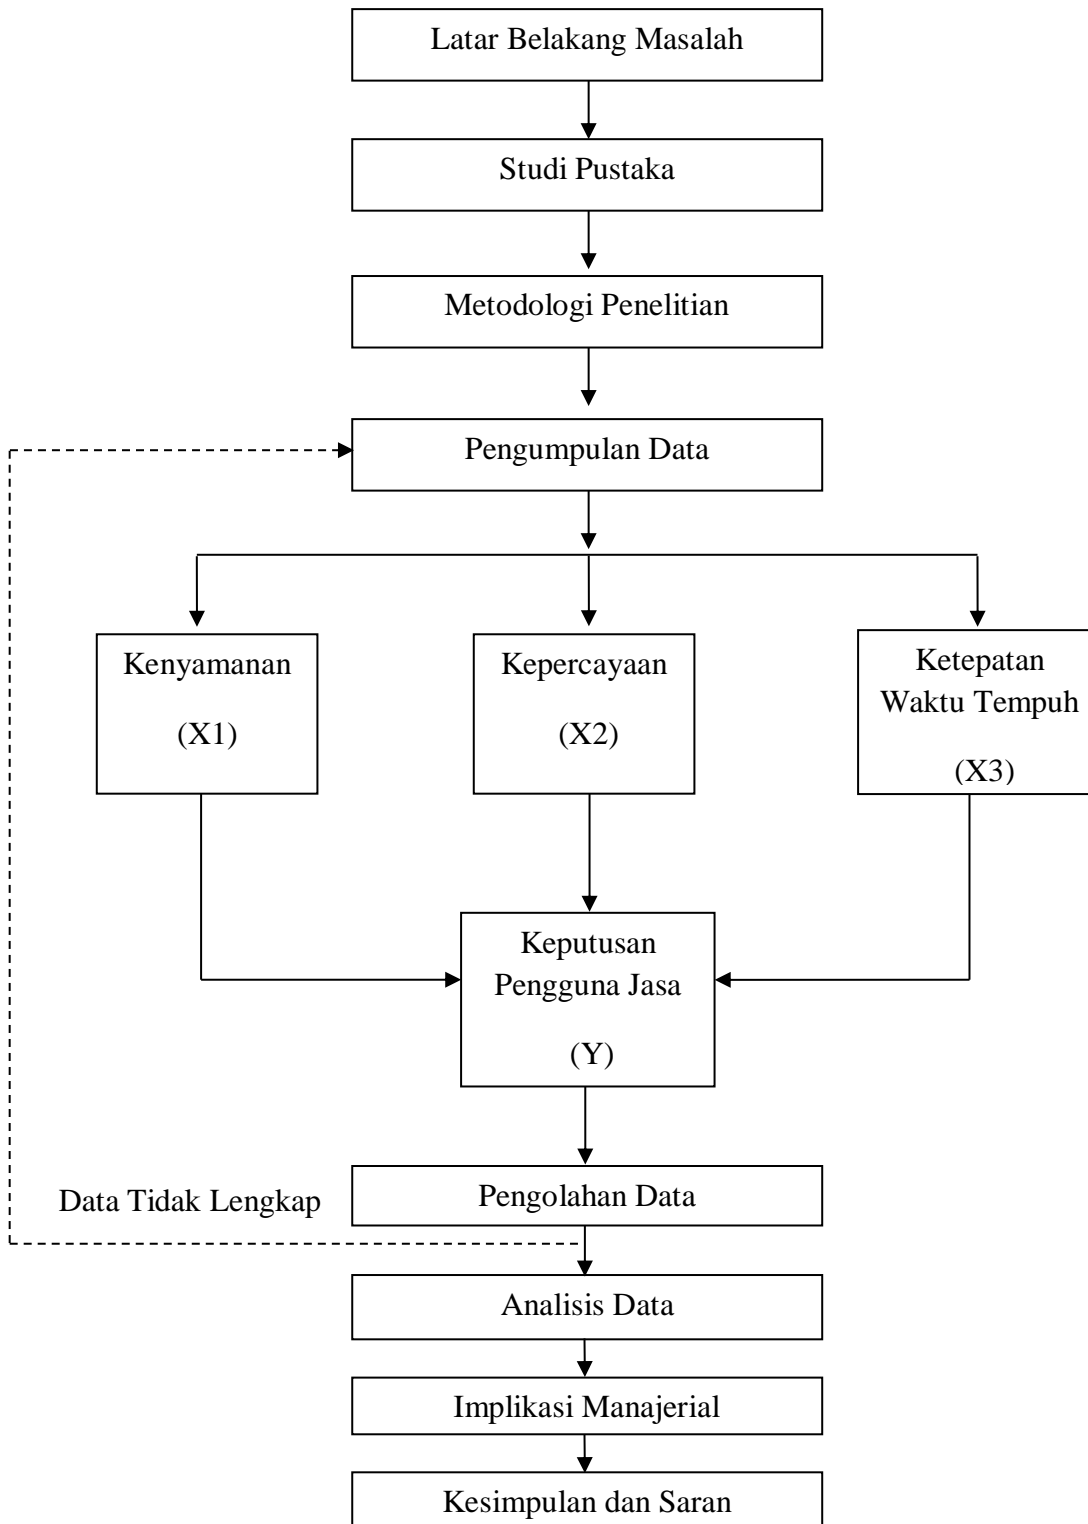 Latar Belakang Masalah
Studi Pustaka
Metodologi Penelitian
Pengumpulan Data
Kenyamanan
(X1)
Kepercayaan
(X2)
Ketepatan
Waktu Tempuh
(X3)
Keputusan
Pengguna Jasa
(Y)
Pengolahan Data
Data Tidak Lengkap
Analisis Data
Implikasi Manajerial
Kesimpulan dan Saran